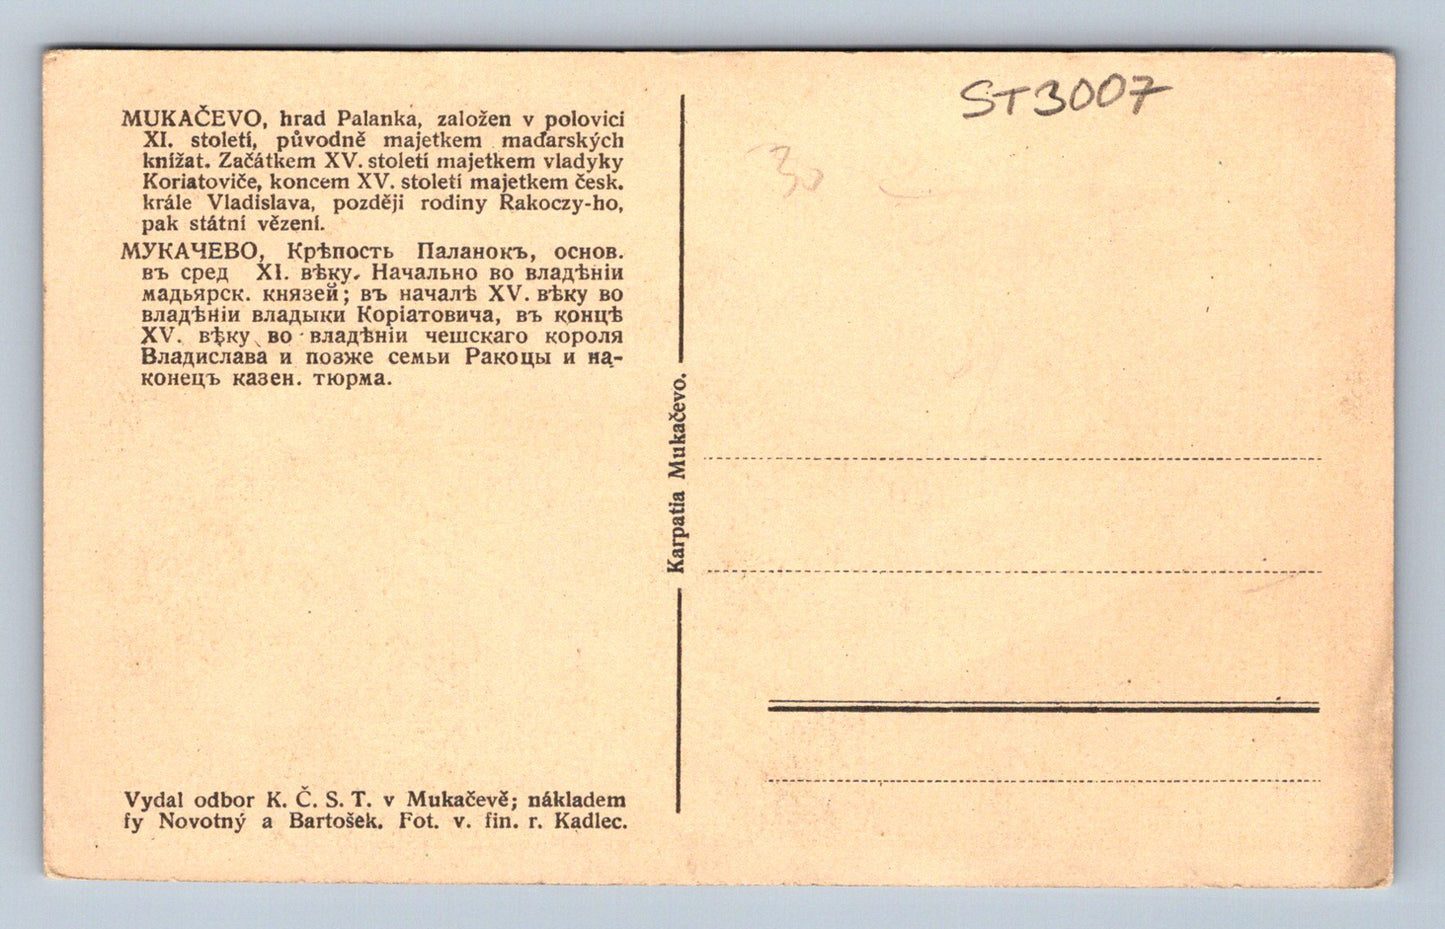 ST3007
30
MUKAČEVO, hrad Palanka, založen v polovici
XI. století, původně majetkem maďarských
knížat. Začátkem XV. století majetkem vladyky
Koriatoviče, koncem XV. století majetkem česk.
krále Vladislava, později rodiny Rakoczy-ho,
pak státní vězení.
МУКАЧЕВО, Крѣпость Паланокъ, основ.
въ сред XI. вѣку. Начально во владѣніи
мадьярск. князей; въ началѣ XV. вѣку во
владѣніи владыки Коріатовича, въ концѣ
XV. вѣку во владѣніи чешскаго короля
Владислава и позже семьи Ракоцы и на-
конецъ казен. тюрма.
Karpatia Mukačevo.
Vydal odbor K. Č. S. T. v Mukačevě; nákladem
fy Novotný a Bartošek. Fot. v. fin. r. Kadlec.